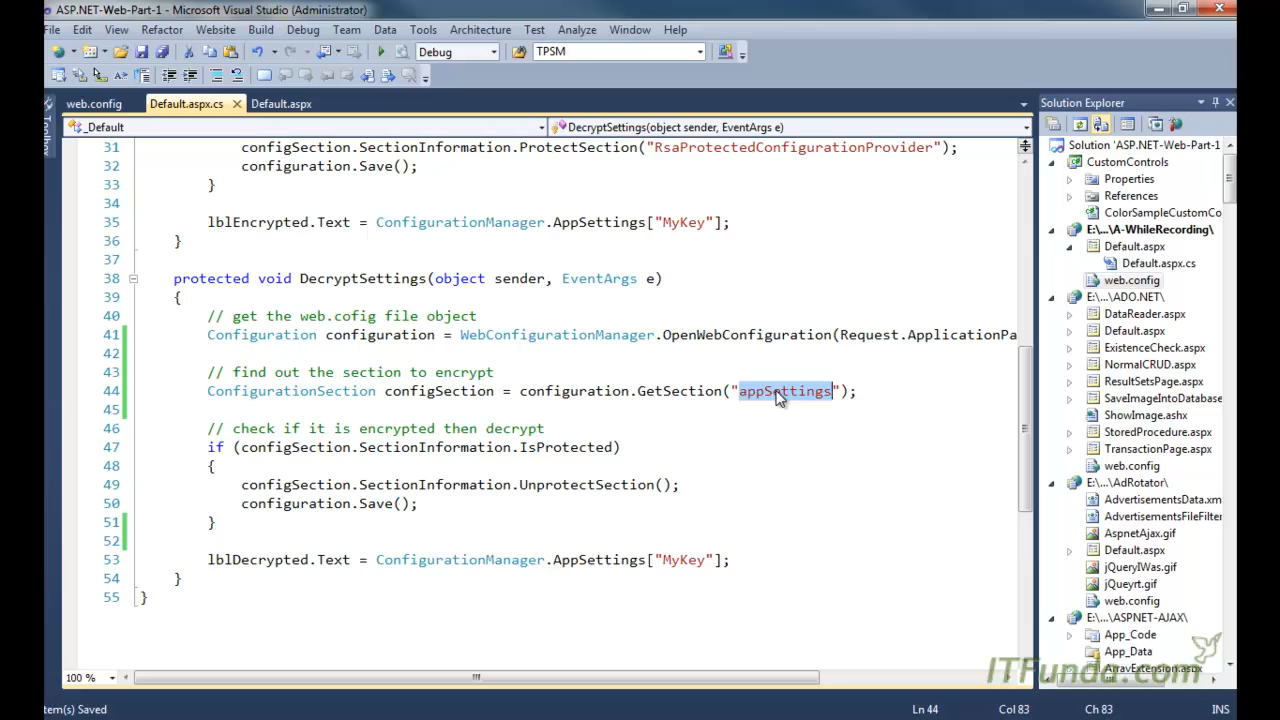 ASP.NET-Web-Part-1 - Microsoft Visual Studio (Administrator)
File Edit View Refactor Website Build Debug Team Data Tools Architecture Test Analyze Window Help
Debug TPSM
web.config Default.aspx.cs Default.aspx
Toolbox
_Default DecryptSettings(object sender, EventArgs e)
31 configSection.SectionInformation.ProtectSection("RsaProtectedConfigurationProvider");
32 configuration.Save();
33 }
34
35 lblEncrypted.Text = ConfigurationManager.AppSettings["MyKey"];
36 }
37
38 protected void DecryptSettings(object sender, EventArgs e)
39 {
40 // get the web.cofig file object
41 Configuration configuration = WebConfigurationManager.OpenWebConfiguration(Request.ApplicationPa
42
43 // find out the section to encrypt
44 ConfigurationSection configSection = configuration.GetSection("appSettings");
45
46 // check if it is encrypted then decrypt
47 if (configSection.SectionInformation.IsProtected)
48 {
49 configSection.SectionInformation.UnprotectSection();
50 configuration.Save();
51 }
52
53 lblDecrypted.Text = ConfigurationManager.AppSettings["MyKey"];
54 }
55 }
100 %
Solution Explorer
Solution 'ASP.NET-Web-Part-1
CustomControls
Properties
References
ColorSampleCustomCo
E:\...\A-WhileRecording\
Default.aspx
Default.aspx.cs
web.config
E:\...\ADO.NET\
DataReader.aspx
Default.aspx
ExistenceCheck.aspx
NormalCRUD.aspx
ResultSetsPage.aspx
SaveImageIntoDatabase
ShowImage.ashx
StoredProcedure.aspx
TransactionPage.aspx
web.config
E:\...\AdRotator\
AdvertisementsData.xm
AdvertisementsFileFilter
AspnetAjax.gif
Default.aspx
jQueryIWas.gif
jQueyrt.gif
web.config
E:\...\ASPNET-AJAX\
App_Code
App_Data
ArrayExtension.aspx
ITFunda.com
tem(s) Saved Ln 44 Col 83 Ch 83 INS